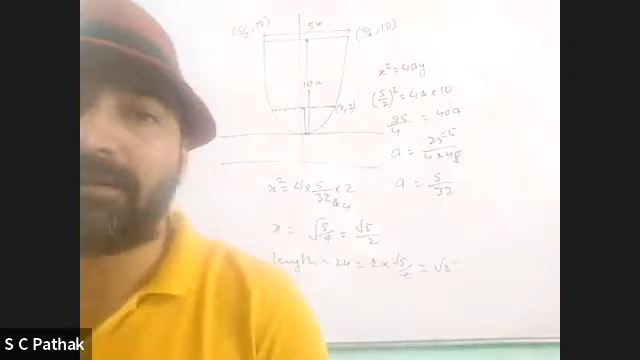 (-5/2, 10)
5m
(5/2, 10)
10m
(x, 2)
x² = 4ay
(5/2)² = 4a × 10
25/4 = 40a
a = 25 5/4 × 40 8
a = 5/32
x² = 4 × 5/32 × 2
x = √5/4 = √5/2
length = 2x = 2 × √5/2 = √5
S C Pathak